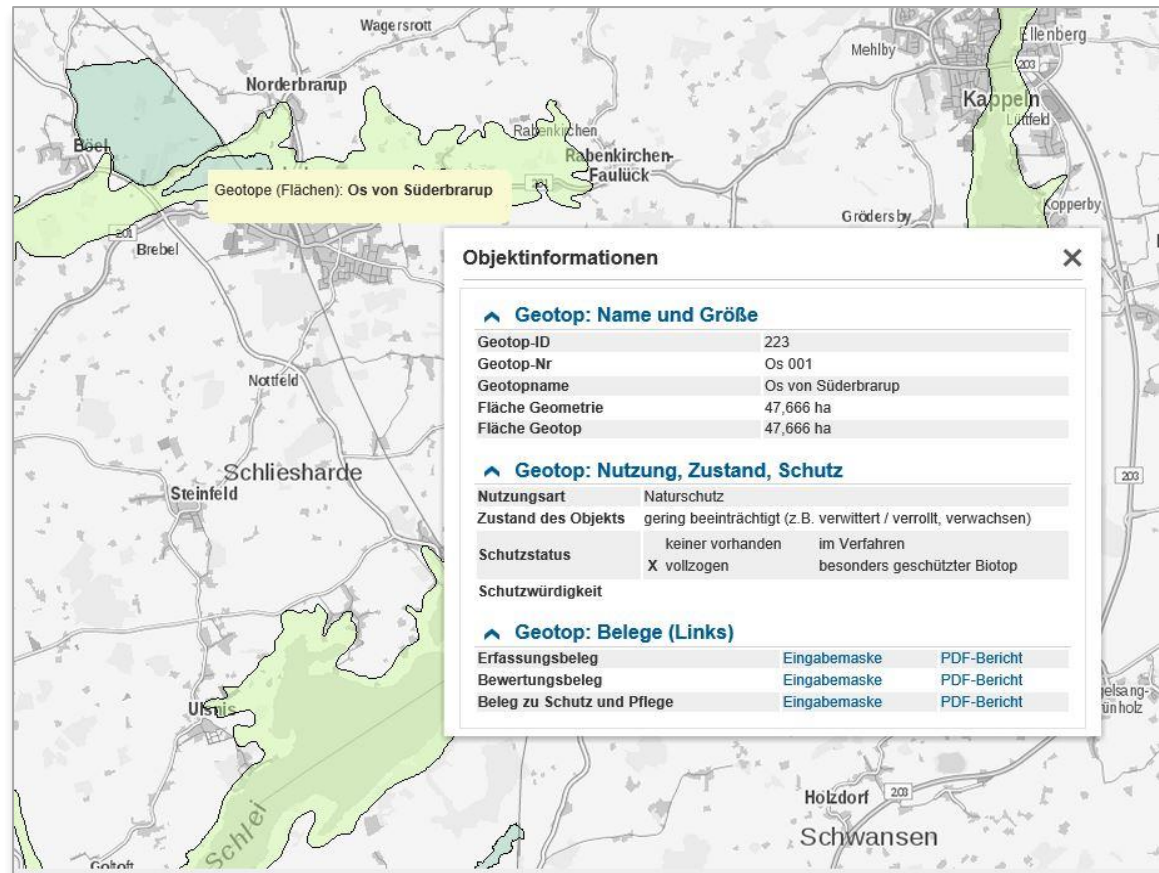 Wagersrott
Ellenberg
Mehlby
203
Norderbrarup
Kappeln
Lüttfeld
Rabenkirchen
Böel
Rabenkirchen-
Faulück
201
Geotope (Flächen): Os von Süderbrarup
Kopperby
Grödersby
201
Brebel
Objektinformationen
Geotop: Name und Größe
Geotop-ID 223
Geotop-Nr Os 001
Geotopname Os von Süderbrarup
Fläche Geometrie 47,666 ha
Fläche Geotop 47,666 ha
Nottfeld
Schliesharde
Steinfeld
203
Geotop: Nutzung, Zustand, Schutz
Nutzungsart Naturschutz
Zustand des Objekts gering beeinträchtigt (z.B. verwittert / verrollt, verwachsen)
Schutzstatus keiner vorhanden im Verfahren
X vollzogen besonders geschützter Biotop
Schutzwürdigkeit
Geotop: Belege (Links)
Erfassungsbeleg Eingabemaske PDF-Bericht
Bewertungsbeleg Eingabemaske PDF-Bericht
Beleg zu Schutz und Pflege Eingabemaske PDF-Bericht
Ulsnis
Holzdorf
203
Schwansen
Schlei
Goltoft